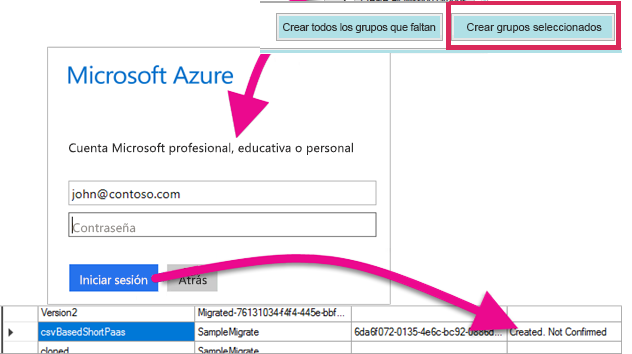 Crear todos los grupos que faltan Crear grupos seleccionados
Microsoft Azure
Cuenta Microsoft profesional, educativa o personal
john@contoso.com
Contraseña
Iniciar sesión Atrás
Version2 Migrated-76131034-f4f4-445e-bbf...
csvBasedShortPaas SampleMigrate 6da6f072-0135-4e6c-bc92-b886d... Created. Not Confirmed
cloned SampleMigrate